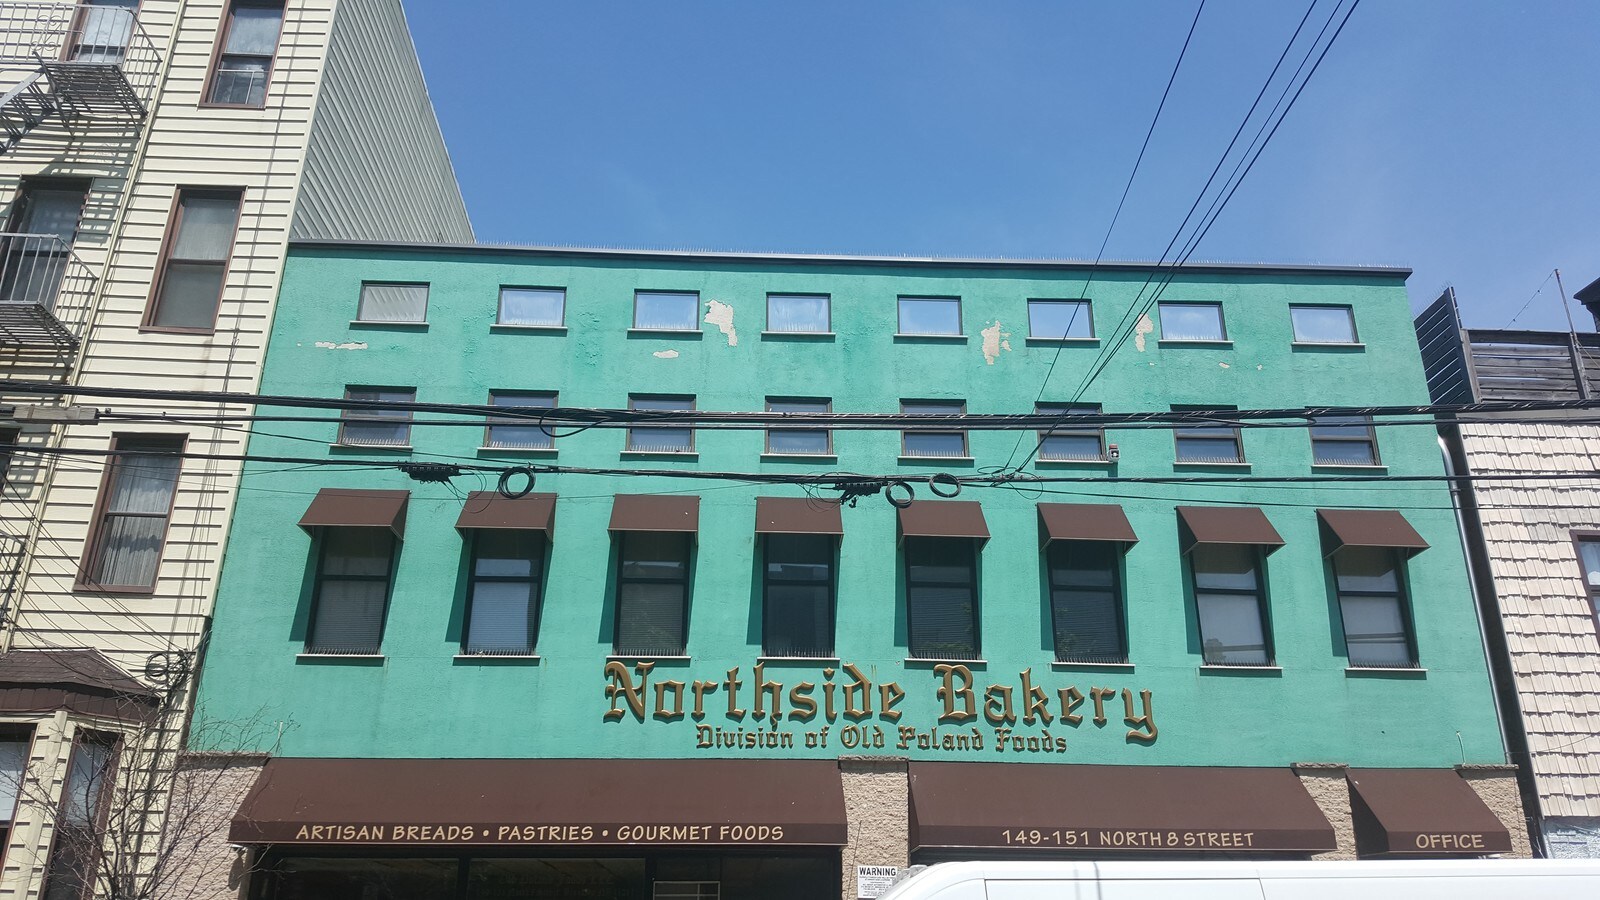 Northside Bakery
Division of Old Poland Foods
ARTISAN BREADS • PASTRIES • GOURMET FOODS
149-151 NORTH 8 STREET
OFFICE
WARNING